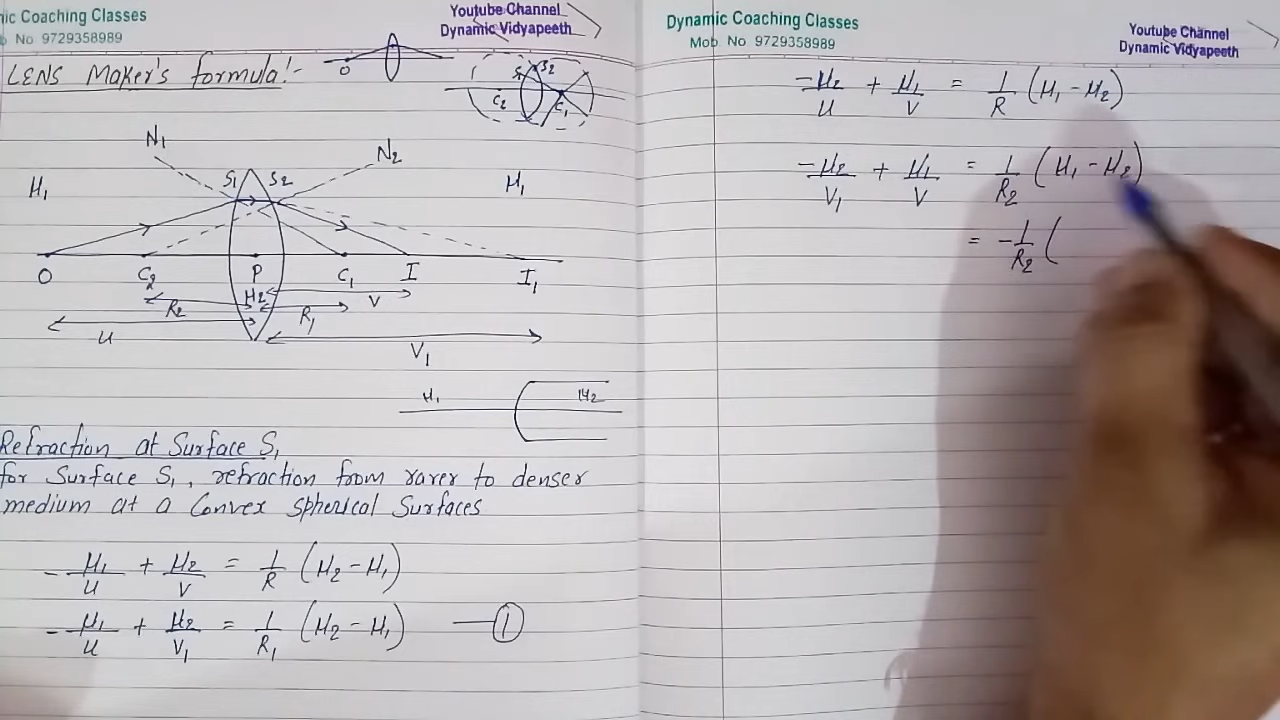 ic Coaching Classes
No 9729358989
Youtube Channel
Dynamic Vidyapeeth
LENS Maker's formula!-
O
S1 S2
C2 C1
N1 N2
μ1 S1 S2 μ1
O C2 P C1 I I1
μ2
R2 R1 V
u
V1
μ1 μ2
Refraction at Surface S1
for Surface S1, refraction from rarer to denser
medium at a Convex Spherical Surfaces
- μ1/u + μ2/v = 1/R (μ2 - μ1)
- μ1/u + μ2/v1 = 1/R1 (μ2 - μ1) — ①
Dynamic Coaching Classes
Mob No 9729358989
Youtube Channel
Dynamic Vidyapeeth
-μ2/u + μ1/v = 1/R (μ1 - μ2)
-μ2/v1 + μ1/v = 1/R2 (μ1 - μ2)
= -1/R2 (